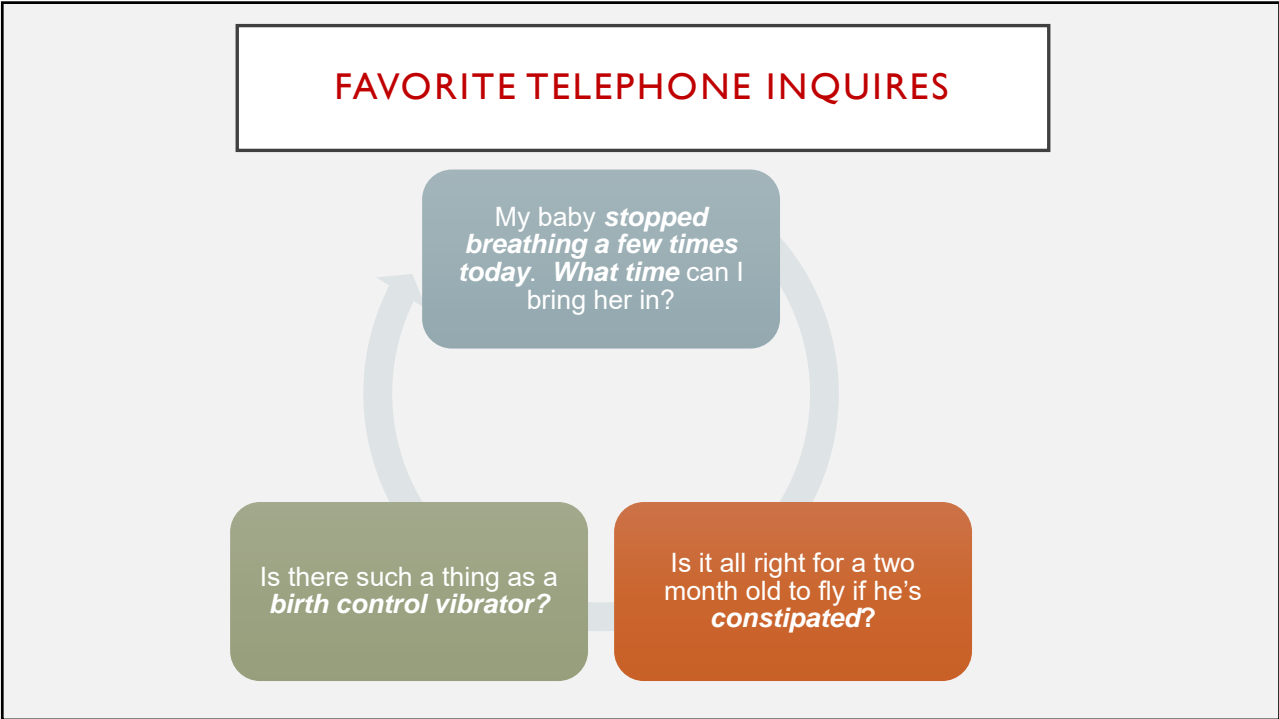 FAVORITE TELEPHONE INQUIRES
My baby stopped
breathing a few times
today.  What time can I
bring her in?
Is it all right for a two
month old to fly if he’s
constipated?
Is there such a thing as a
birth control vibrator?